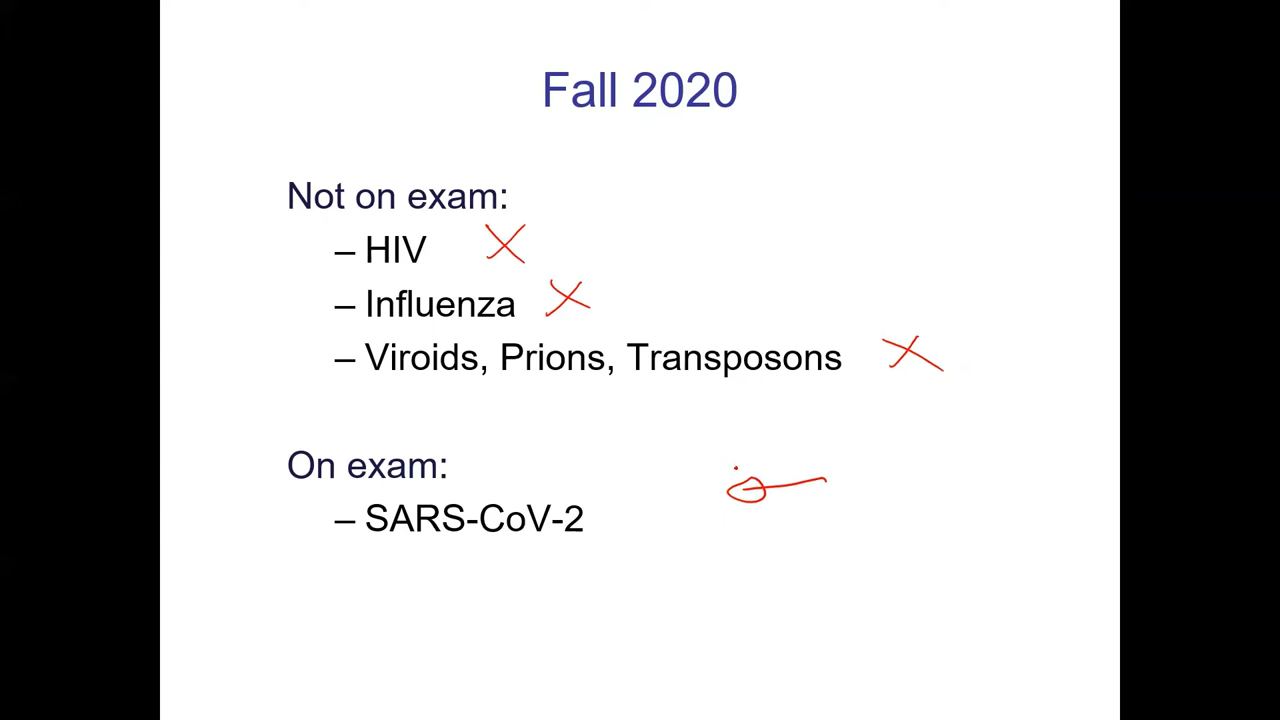 Fall 2020
Not on exam:
– HIV
– Influenza
– Viroids, Prions, Transposons
On exam:
– SARS-CoV-2